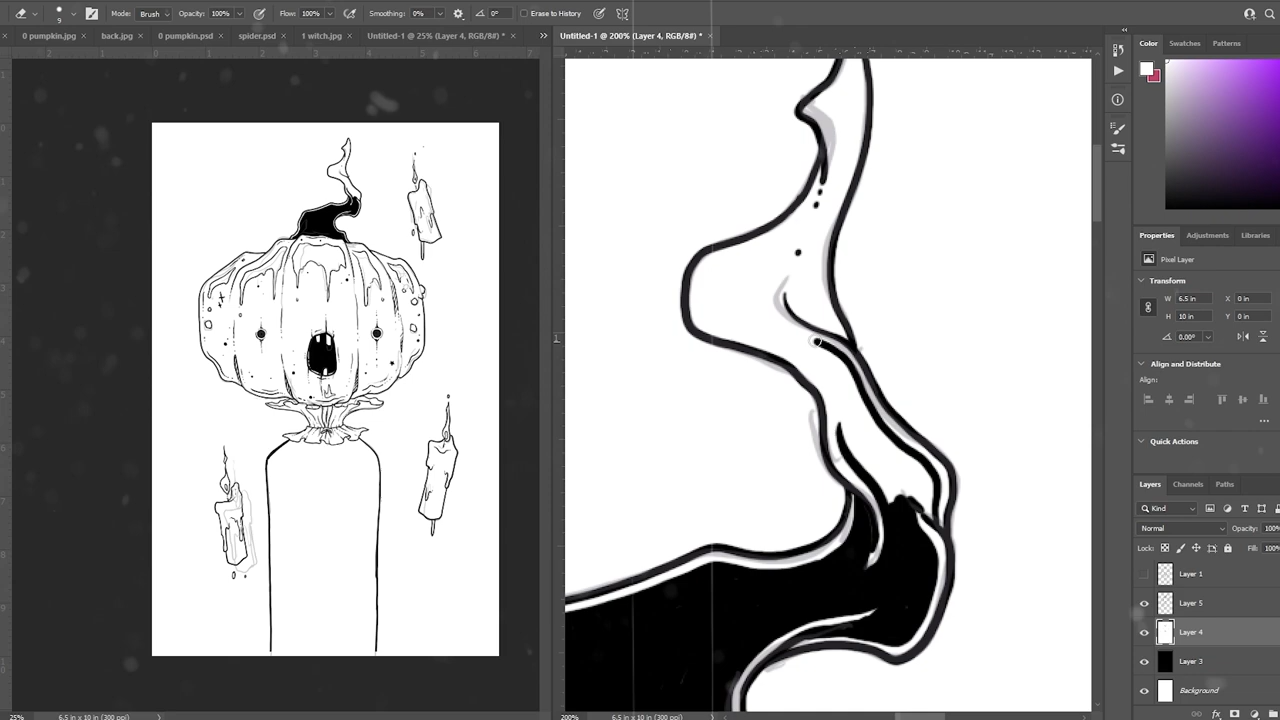 9 Mode: Brush Opacity: 100% Flow: 100% Smoothing: 0% 0° Erase to History
0 pumpkin.jpg × back.jpg × 0 pumpkin.psd × spider.psd × 1 witch.jpg × Untitled-1 @ 25% (Layer 4, RGB/8#) * × Untitled-1 @ 200% (Layer 4, RGB/8#) * ×
Color Swatches Patterns
Properties Adjustments Libraries
Pixel Layer
Transform
W 6.5 in X 0 in
H 10 in Y 0 in
0.00°
Align and Distribute
Align:
Quick Actions
Layers Channels Paths
Kind
Normal Opacity: 100%
Lock: Fill: 100%
Layer 1
Layer 5
Layer 4
Layer 3
Background
25% 6.5 in x 10 in (300 ppi) 200% 6.5 in x 10 in (300 ppi)